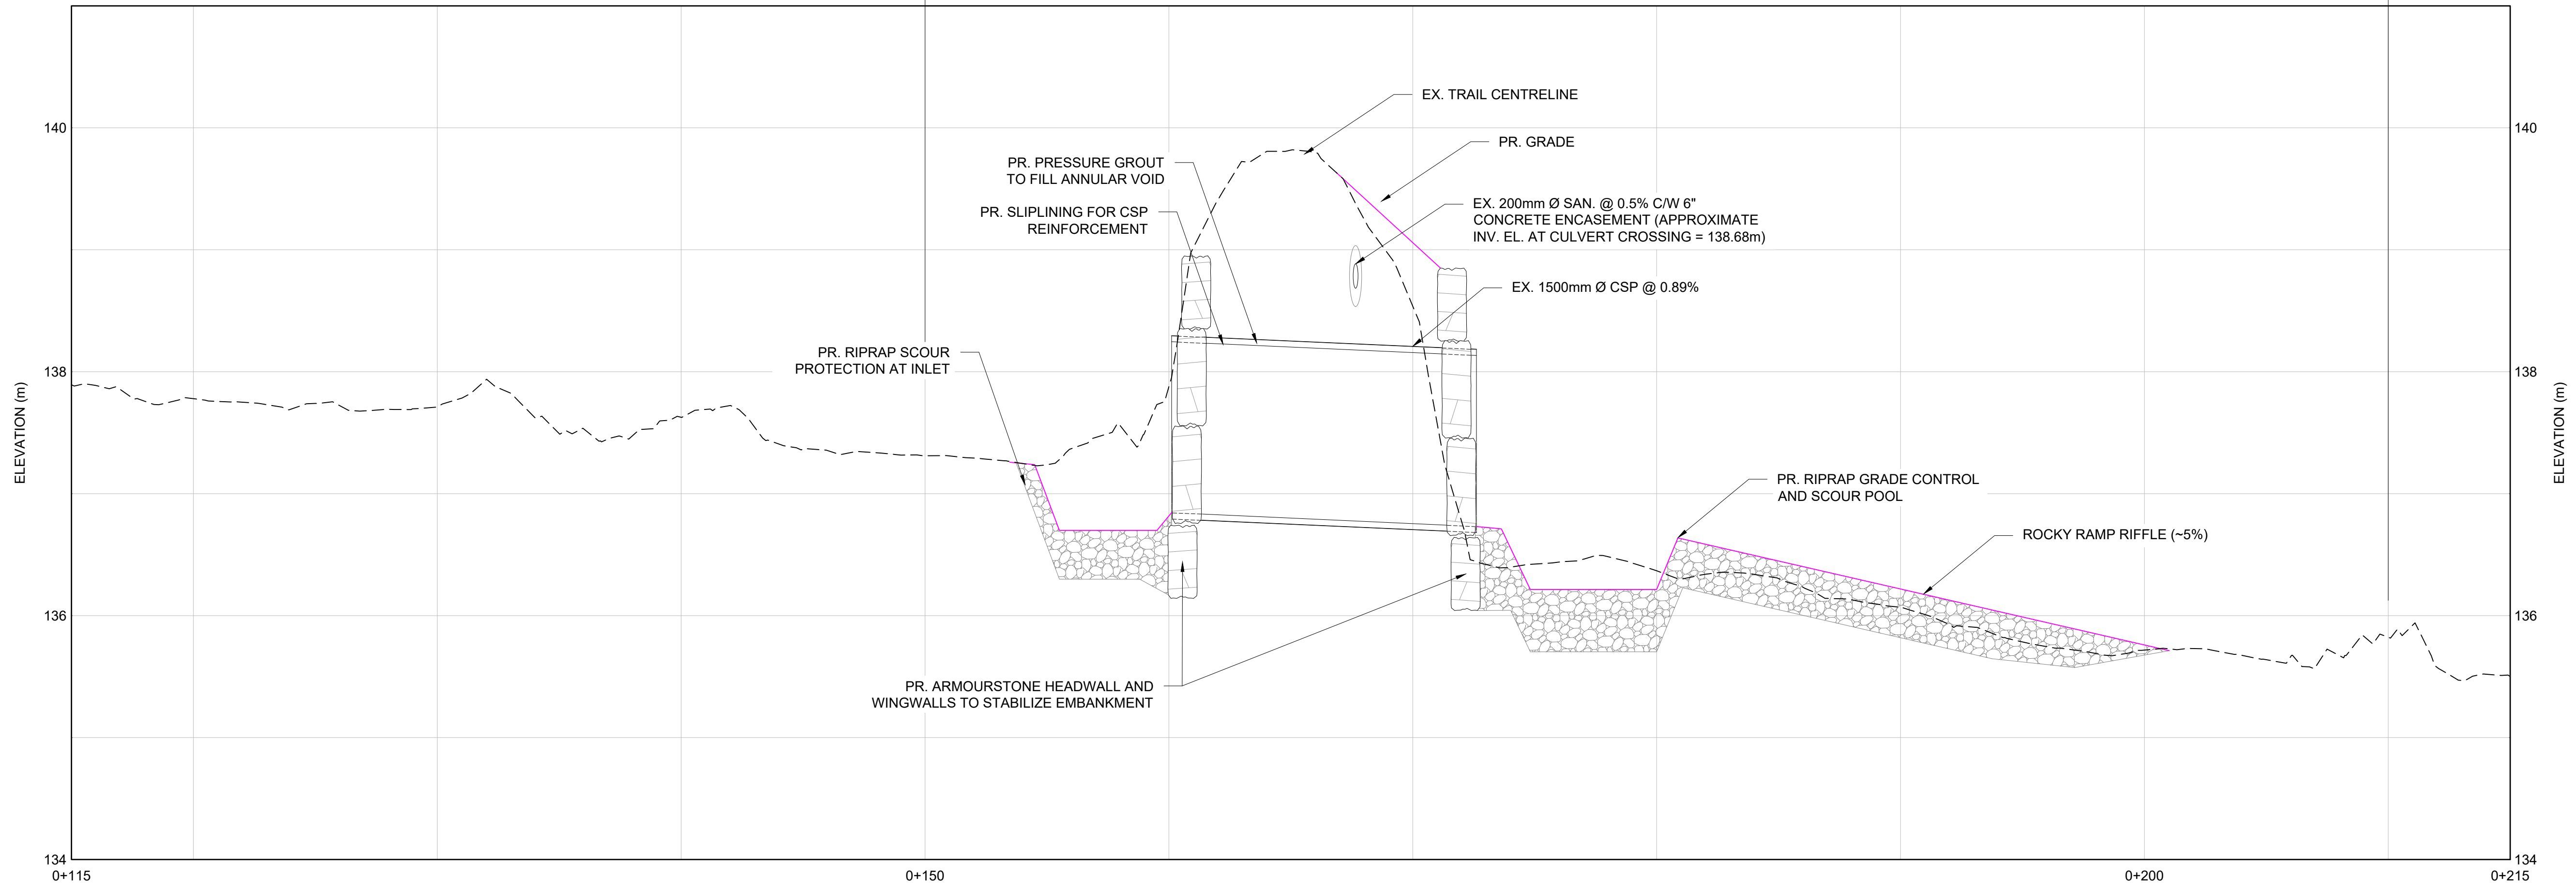 EX. TRAIL CENTRELINE
140
140
PR. GRADE
PR. PRESSURE GROUT
TO FILL ANNULAR VOID
EX. 200mm Ø SAN. @ 0.5% C/W 6"
CONCRETE ENCASEMENT (APPROXIMATE
INV. EL. AT CULVERT CROSSING = 138.68m)
PR. SLIPLINING FOR CSP
REINFORCEMENT
EX. 1500mm Ø CSP @ 0.89%
PR. RIPRAP SCOUR
PROTECTION AT INLET
138
138
ELEVATION (m)
ELEVATION (m)
PR. RIPRAP GRADE CONTROL
AND SCOUR POOL
ROCKY RAMP RIFFLE (~5%)
136
136
PR. ARMOURSTONE HEADWALL AND
WINGWALLS TO STABILIZE EMBANKMENT
134
134
0+115
0+150
0+200
0+215